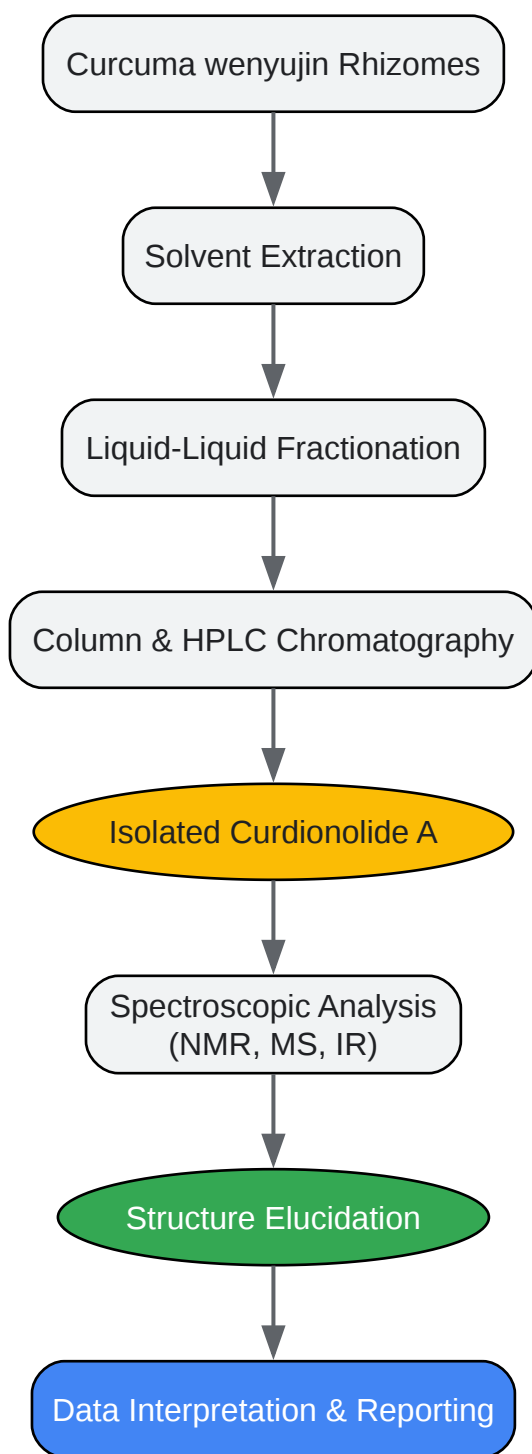 Curcuma wenyujin Rhizomes
Solvent Extraction
Liquid-Liquid Fractionation
Column & HPLC Chromatography
Isolated Curdionolide A
Spectroscopic Analysis
(NMR, MS, IR)
Structure Elucidation
Data Interpretation & Reporting